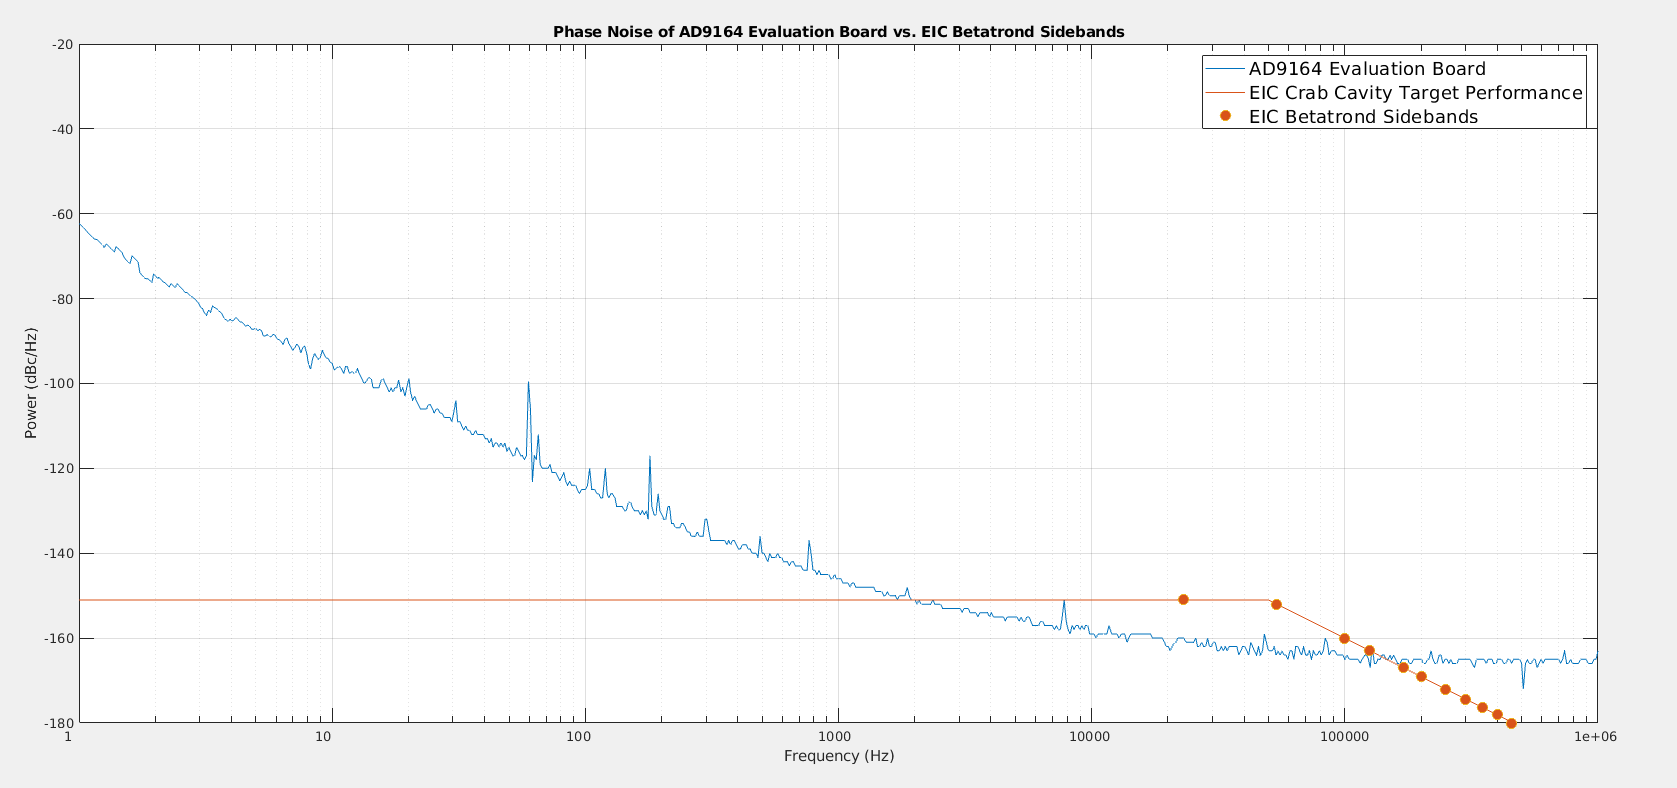 Phase Noise of AD9164 Evaluation Board vs. EIC Betatrond Sidebands
AD9164 Evaluation Board
EIC Crab Cavity Target Performance
EIC Betatrond Sidebands
Power (dBc/Hz)
-20
-40
-60
-80
-100
-120
-140
-160
-180
1 10 100 1000 10000 100000 1e+06
Frequency (Hz)